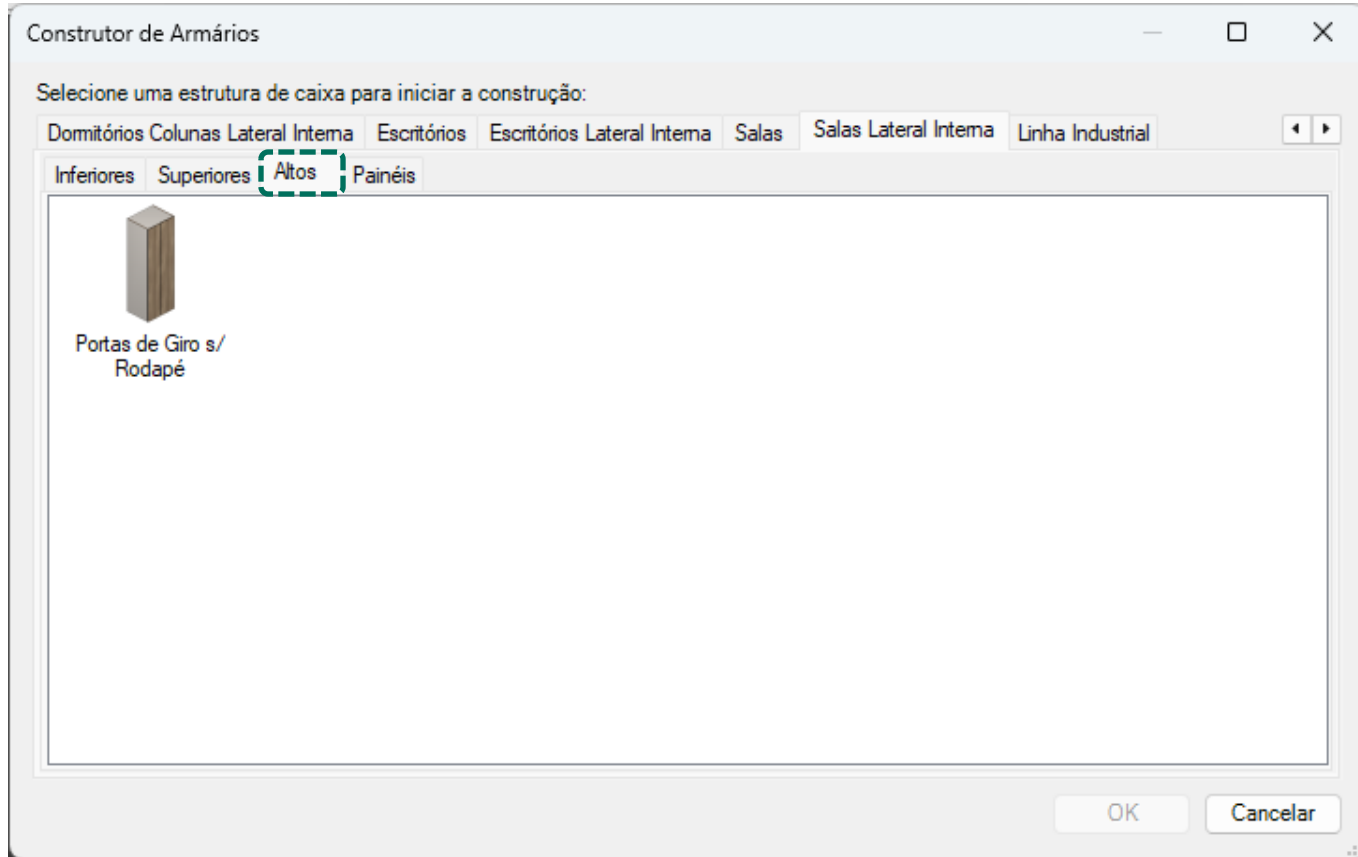 Construtor de Armários
Selecione uma estrutura de caixa para iniciar a construção:
Dormitórios Colunas Lateral Interna Escritórios Escritórios Lateral Interna Salas Salas Lateral Interna Linha Industrial
Inferiores Superiores Altos Painéis
Portas de Giro s/
Rodapé
OK Cancelar